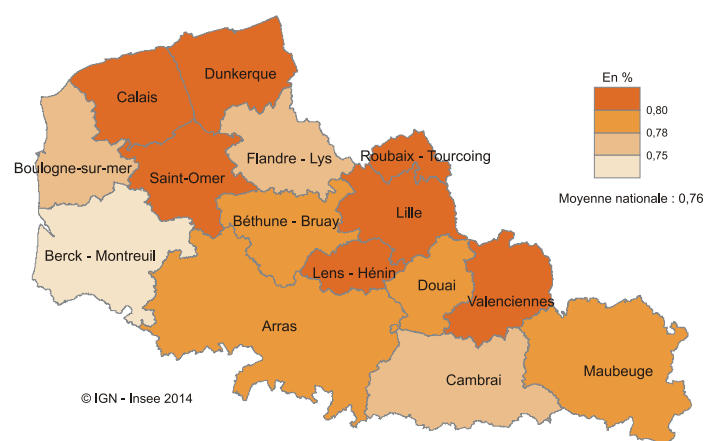 Dunkerque
Calais
En %
0,80
0,78
0,75
Moyenne nationale : 0,76
Boulogne-sur-mer
Flandre - Lys
Roubaix - Tourcoing
Saint-Omer
Lille
Béthune - Bruay
Berck - Montreuil
Lens - Hénin
Douai
Valenciennes
Arras
Maubeuge
Cambrai
© IGN - Insee 2014